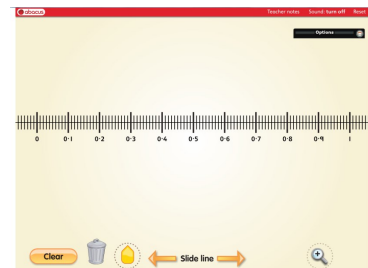 abacus
Teacher notes Sound: turn off Reset
Options
0 0·1 0·2 0·3 0·4 0·5 0·6 0·7 0·8 0·9 1
Clear
Slide line